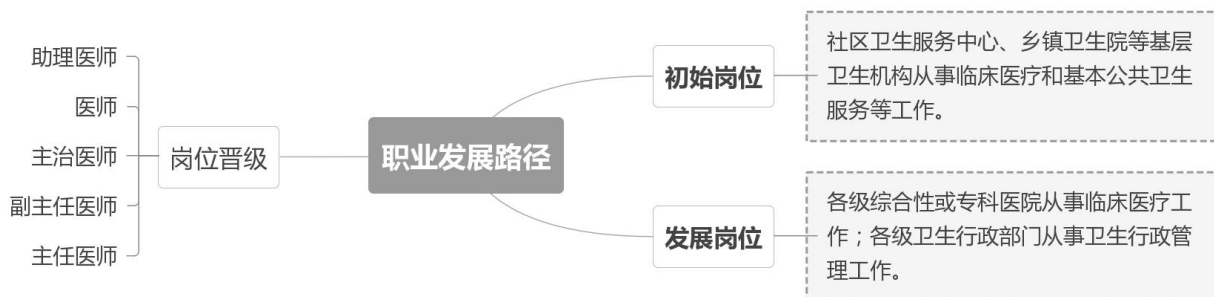 助理医师
医师
主治医师
副主任医师
主任医师
岗位晋级
职业发展路径
初始岗位
社区卫生服务中心、乡镇卫生院等基层
卫生机构从事临床医疗和基本公共卫生
服务等工作。
发展岗位
各级综合性或专科医院从事临床医疗工
作；各级卫生行政部门从事卫生行政管
理工作。